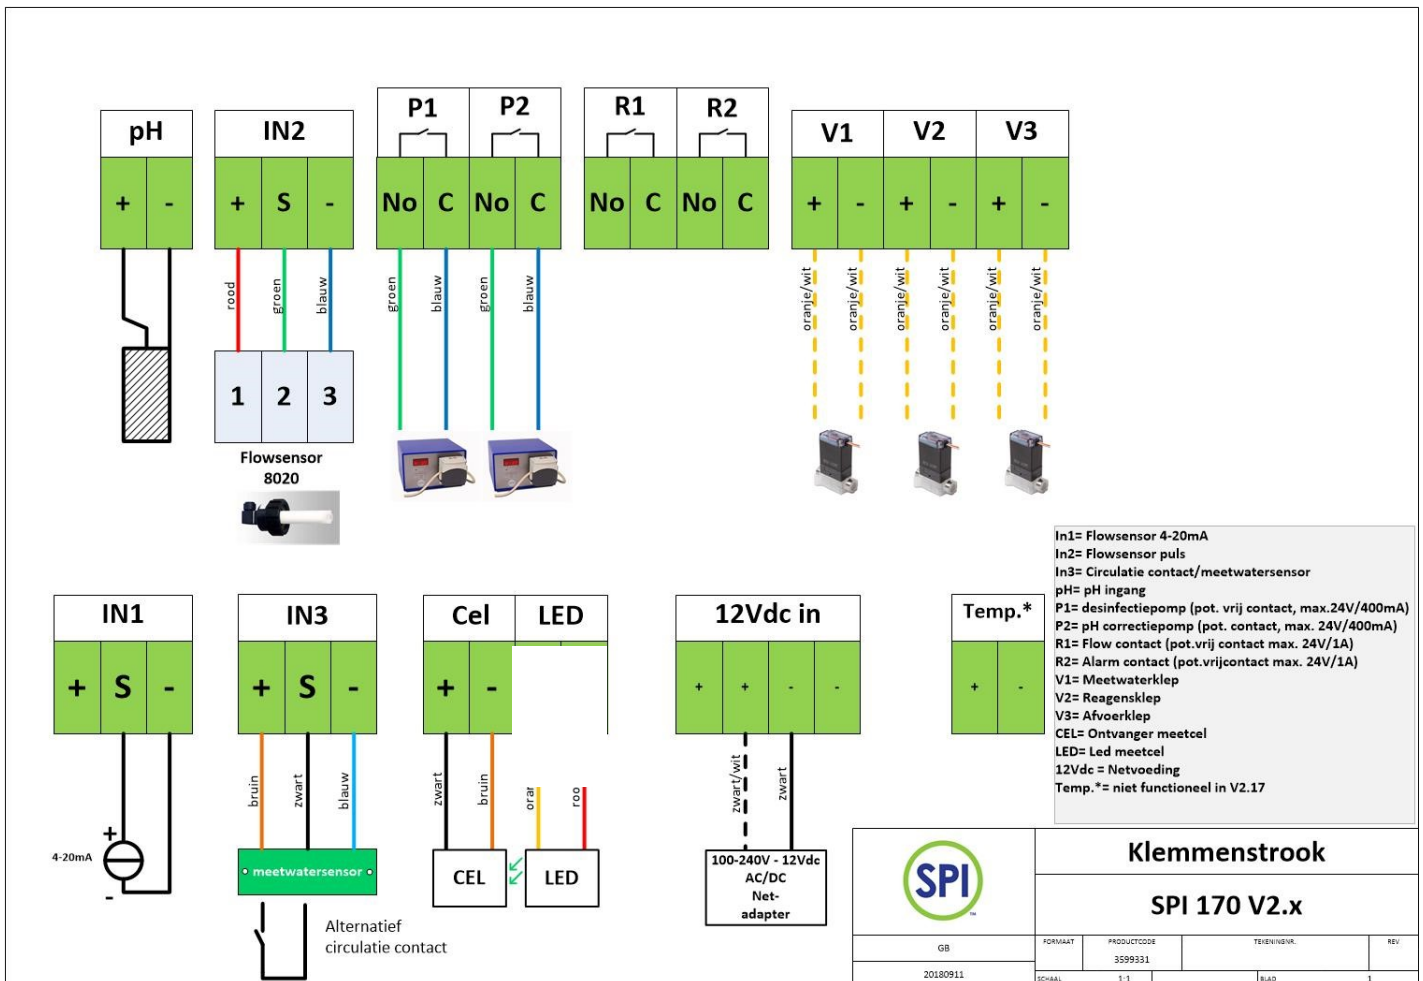 pH
IN2
P1
P2
R1
R2
V1
V2
V3
+ -
+ S -
No C No C
No C No C
+ - + - + -
rood
groen
blauw
groen
blauw
groen
blauw
oranje/wit
oranje/wit
oranje/wit
oranje/wit
oranje/wit
oranje/wit
1 2 3
Flowsensor
8020
In1= Flowsensor 4-20mA
In2= Flowsensor puls
In3= Circulatie contact/meetwatersensor
pH= pH ingang
P1= desinfectiepomp (pot. vrij contact, max.24V/400mA)
P2= pH correctiepomp (pot. contact, max. 24V/400mA)
R1= Flow contact (pot.vrij contact max. 24V/1A)
R2= Alarm contact (pot.vrijcontact max. 24V/1A)
V1= Meetwaterklep
V2= Reagensklep
V3= Afvoerklep
CEL= Ontvanger meetcel
LED= Led meetcel
12Vdc = Netvoeding
Temp.*= niet functioneel in V2.17
IN1
IN3
Cel
LED
12Vdc in
Temp.*
+ S -
+ S -
+ -
+ + - -
+ -
bruin
zwart
blauw
zwart
bruin
orar
roo
zwart/wit
zwart
+
4-20mA
-
meetwatersensor
Alternatief
circulatie contact
CEL
LED
100-240V - 12Vdc
AC/DC
Net-
adapter
SPI
TM
Klemmenstrook
SPI 170 V2.x
GB
20180911
FORMAAT
PRODUCTCODE
3599331
TEKENINGNR.
REV
SCHAAL
1:1
BLAD
1